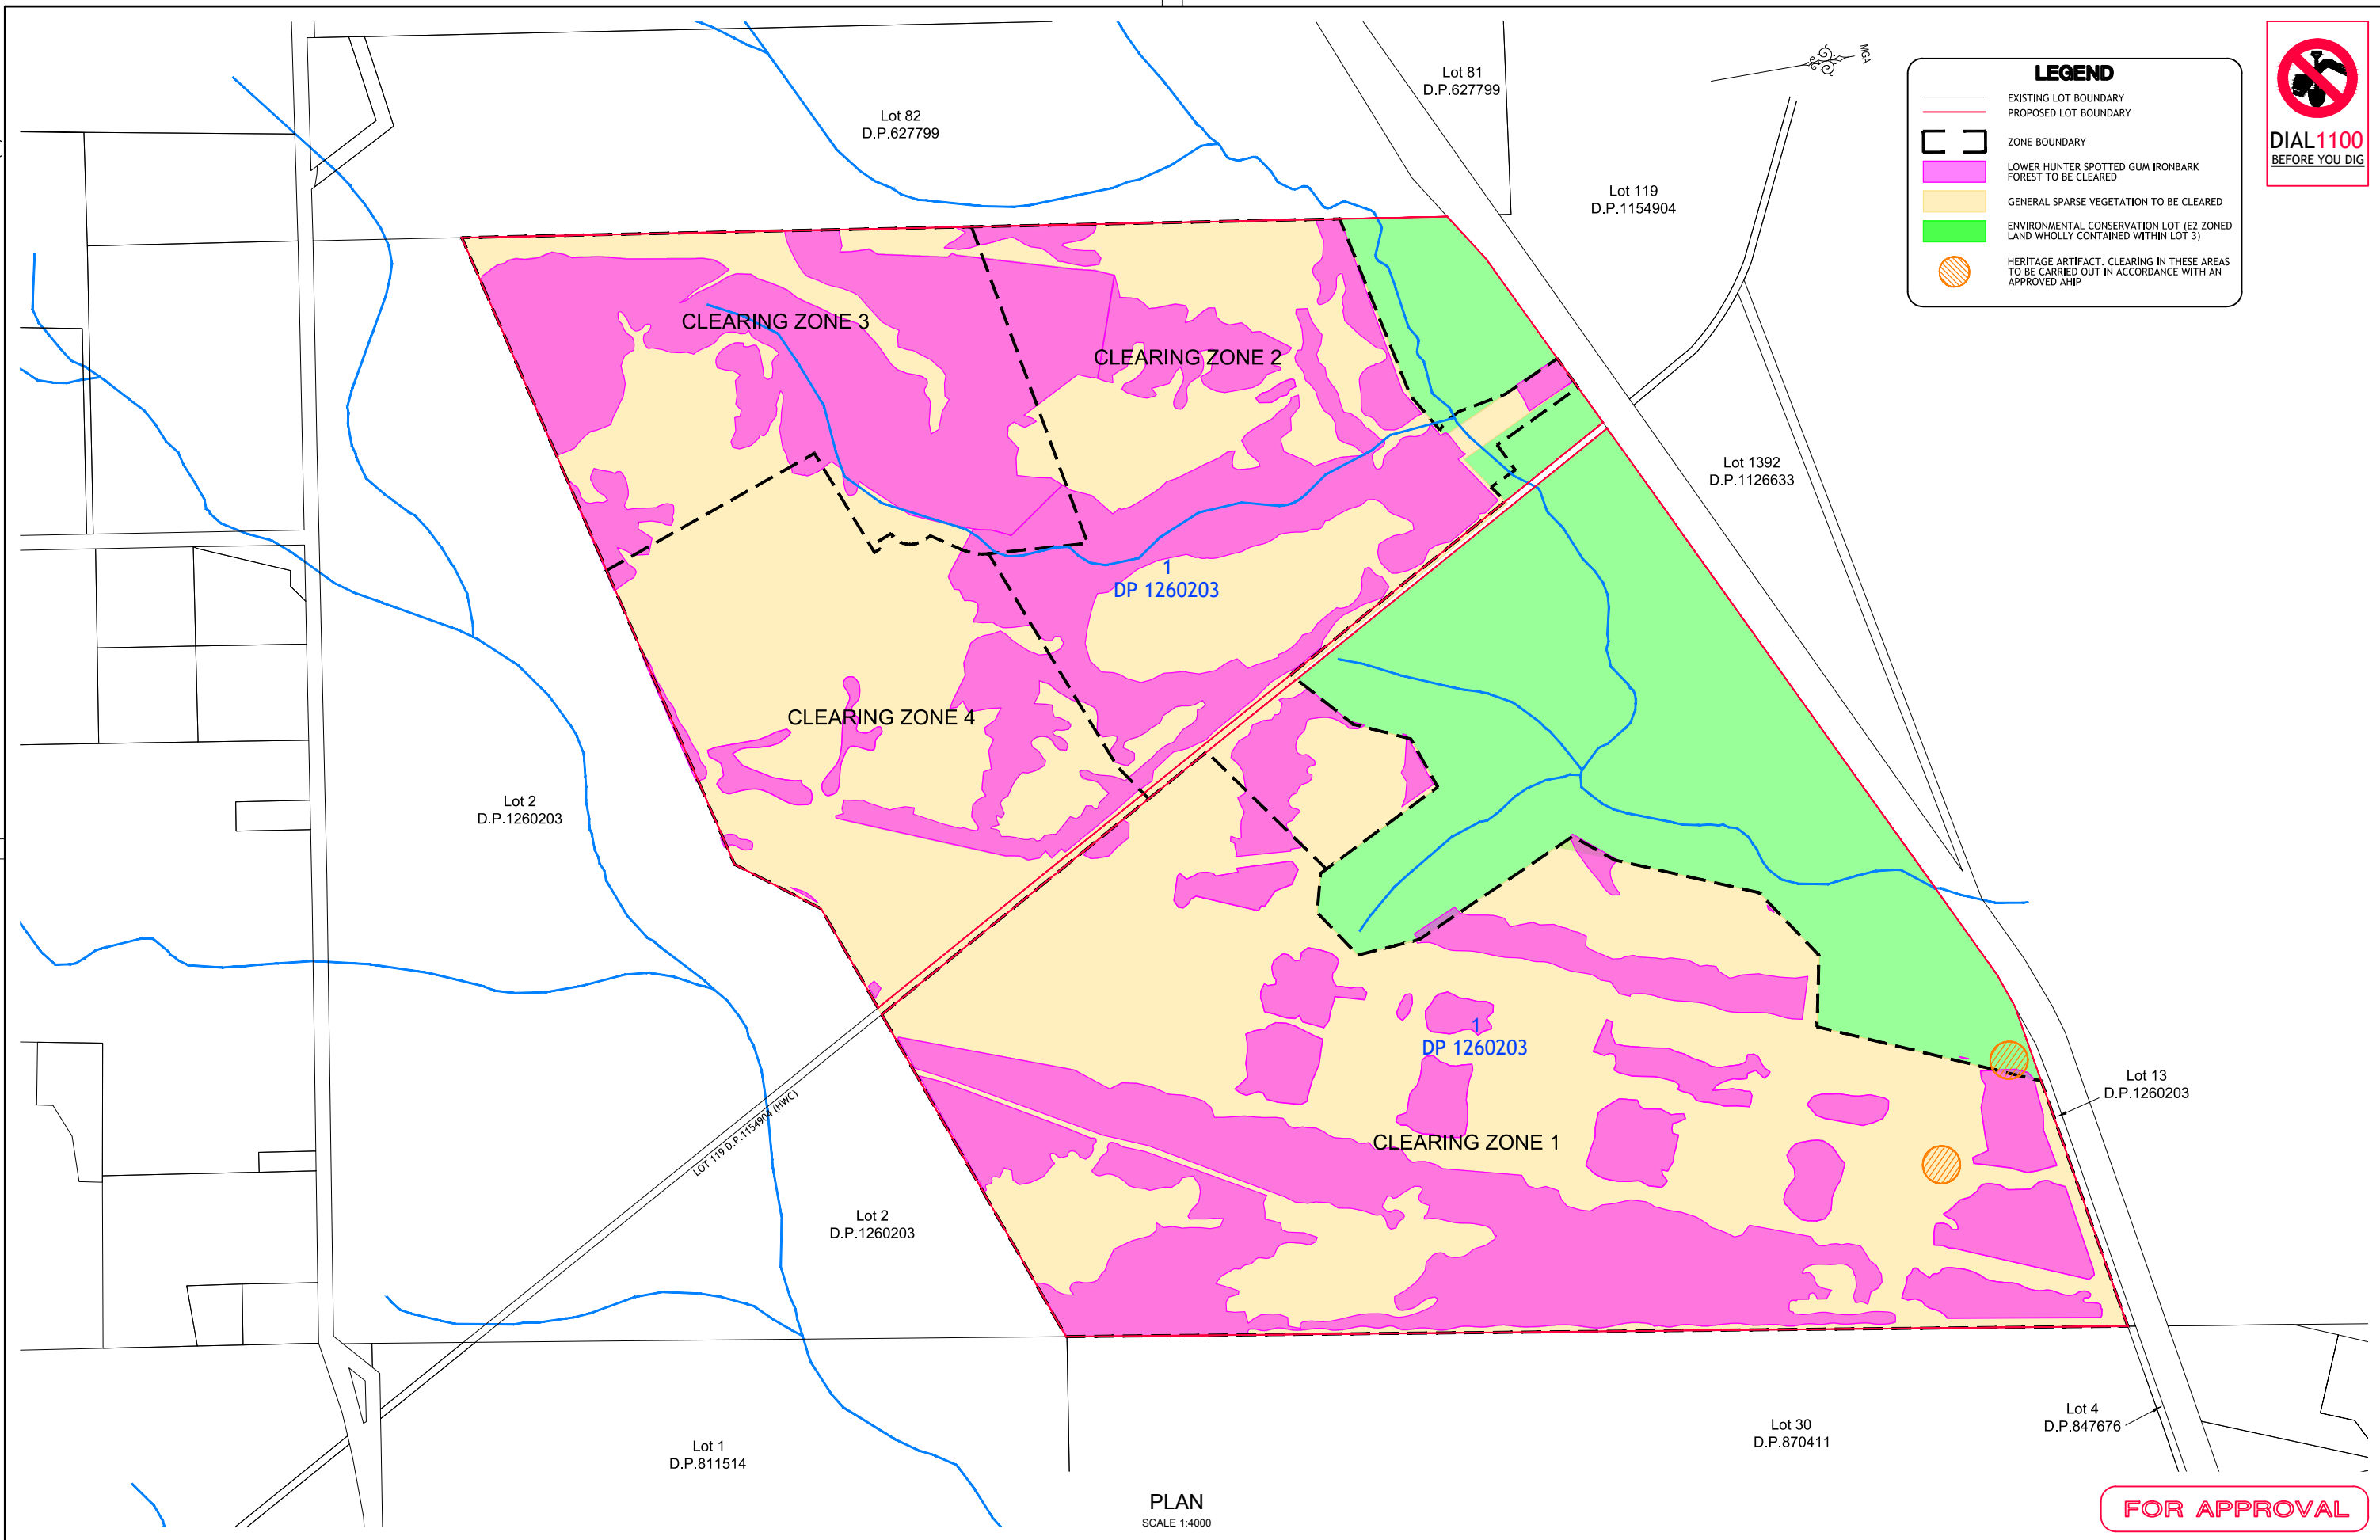 Lot 82
D.P.627799
Lot 81
D.P.627799
MGA
Lot 119
D.P.1154904
LEGEND
EXISTING LOT BOUNDARY
PROPOSED LOT BOUNDARY
ZONE BOUNDARY
LOWER HUNTER SPOTTED GUM IRONBARK
FOREST TO BE CLEARED
GENERAL SPARSE VEGETATION TO BE CLEARED
ENVIRONMENTAL CONSERVATION LOT (E2 ZONED
LAND WHOLLY CONTAINED WITHIN LOT 3)
HERITAGE ARTIFACT. CLEARING IN THESE AREAS
TO BE CARRIED OUT IN ACCORDANCE WITH AN
APPROVED AHIP
DIAL1100
BEFORE YOU DIG
CLEARING ZONE 3
CLEARING ZONE 2
Lot 1392
D.P.1126633
1
DP 1260203
CLEARING ZONE 4
Lot 2
D.P.1260203
1
DP 1260203
Lot 13
D.P.1260203
LOT 119 D.P.1154904 (HWC)
CLEARING ZONE 1
Lot 2
D.P.1260203
Lot 1
D.P.811514
Lot 30
D.P.870411
Lot 4
D.P.847676
PLAN
SCALE 1:4000
FOR APPROVAL